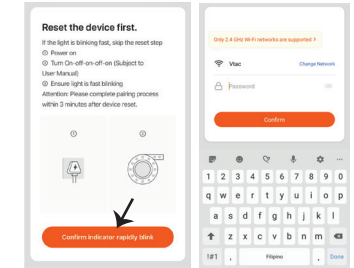 Reset the device first.
If the light is blinking fast, skip the reset step
① Power on
② Turn On-off-on-off-on (Subject to
User Manual)
③ Ensure light is fast blinking
Attention: Please complete pairing process
within 3 minutes after device reset.
Confirm indicator rapidly blink
Only 2.4 GHz Wi-Fi networks are supported >
Vtac
Change Network
Password
Confirm
1 2 3 4 5 6 7 8 9 0
q w e r t y u i o p
a s d f g h j k l
z x c v b n m
!#1 , Filipino . Done